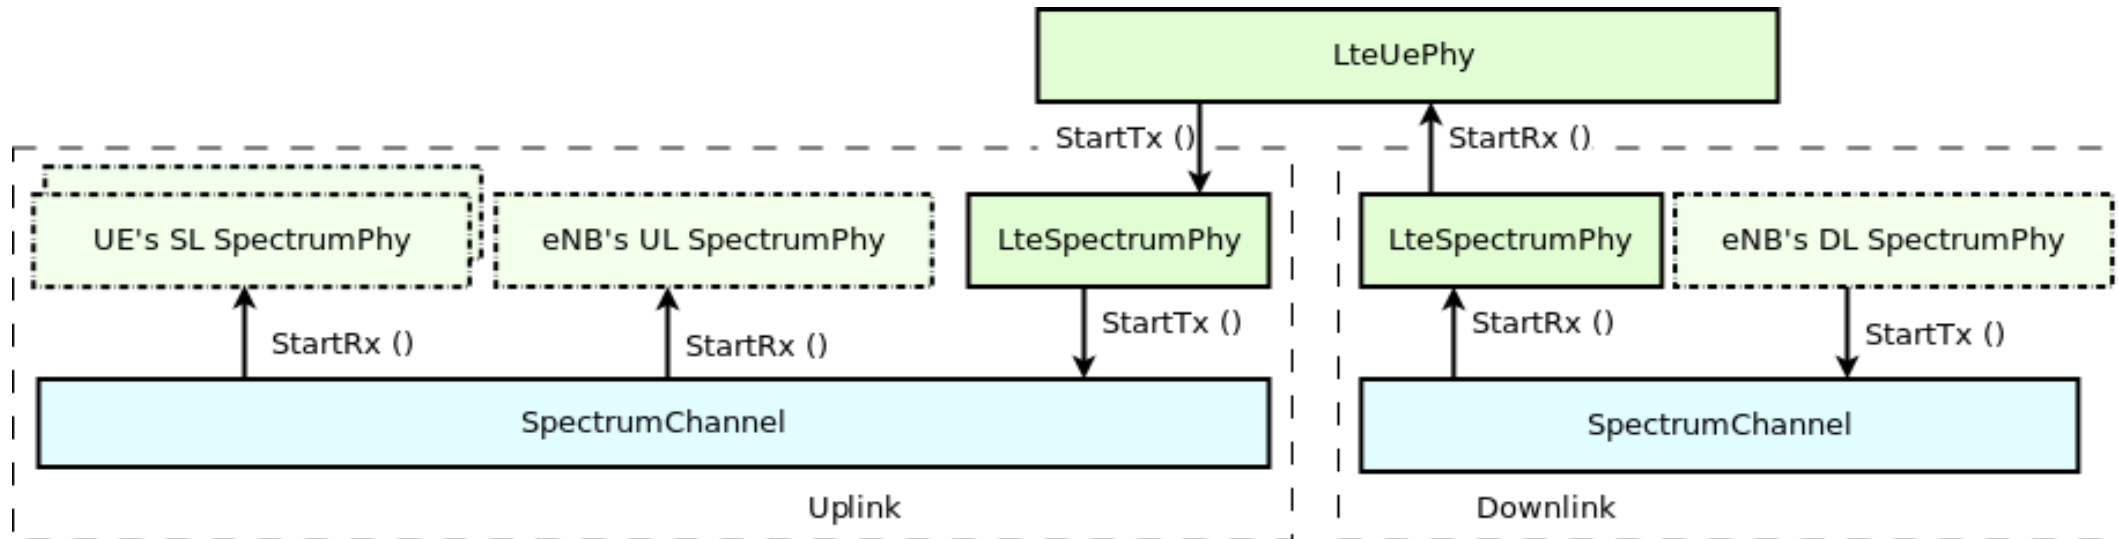 LteUePhy
StartTx ()
StartRx ()
UE's SL SpectrumPhy
eNB's UL SpectrumPhy
LteSpectrumPhy
LteSpectrumPhy
eNB's DL SpectrumPhy
StartRx ()
StartRx ()
StartTx ()
StartRx ()
StartTx ()
SpectrumChannel
SpectrumChannel
Uplink
Downlink